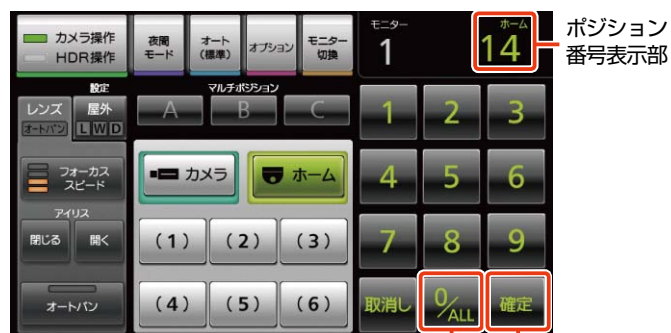 カメラ操作
HDR操作
夜間
モード
オート
(標準)
オプション
モニター
切換
モニター
1
ホーム
14
ポジション
番号表示部
設定
レンズ
オートパン
屋外
L W D
マルチポジション
A B C
フォーカス
スピード
アイリス
閉じる 開く
オートパン
カメラ ホーム
(1) (2) (3)
(4) (5) (6)
1 2 3
4 5 6
7 8 9
取消し 0/ALL 確定